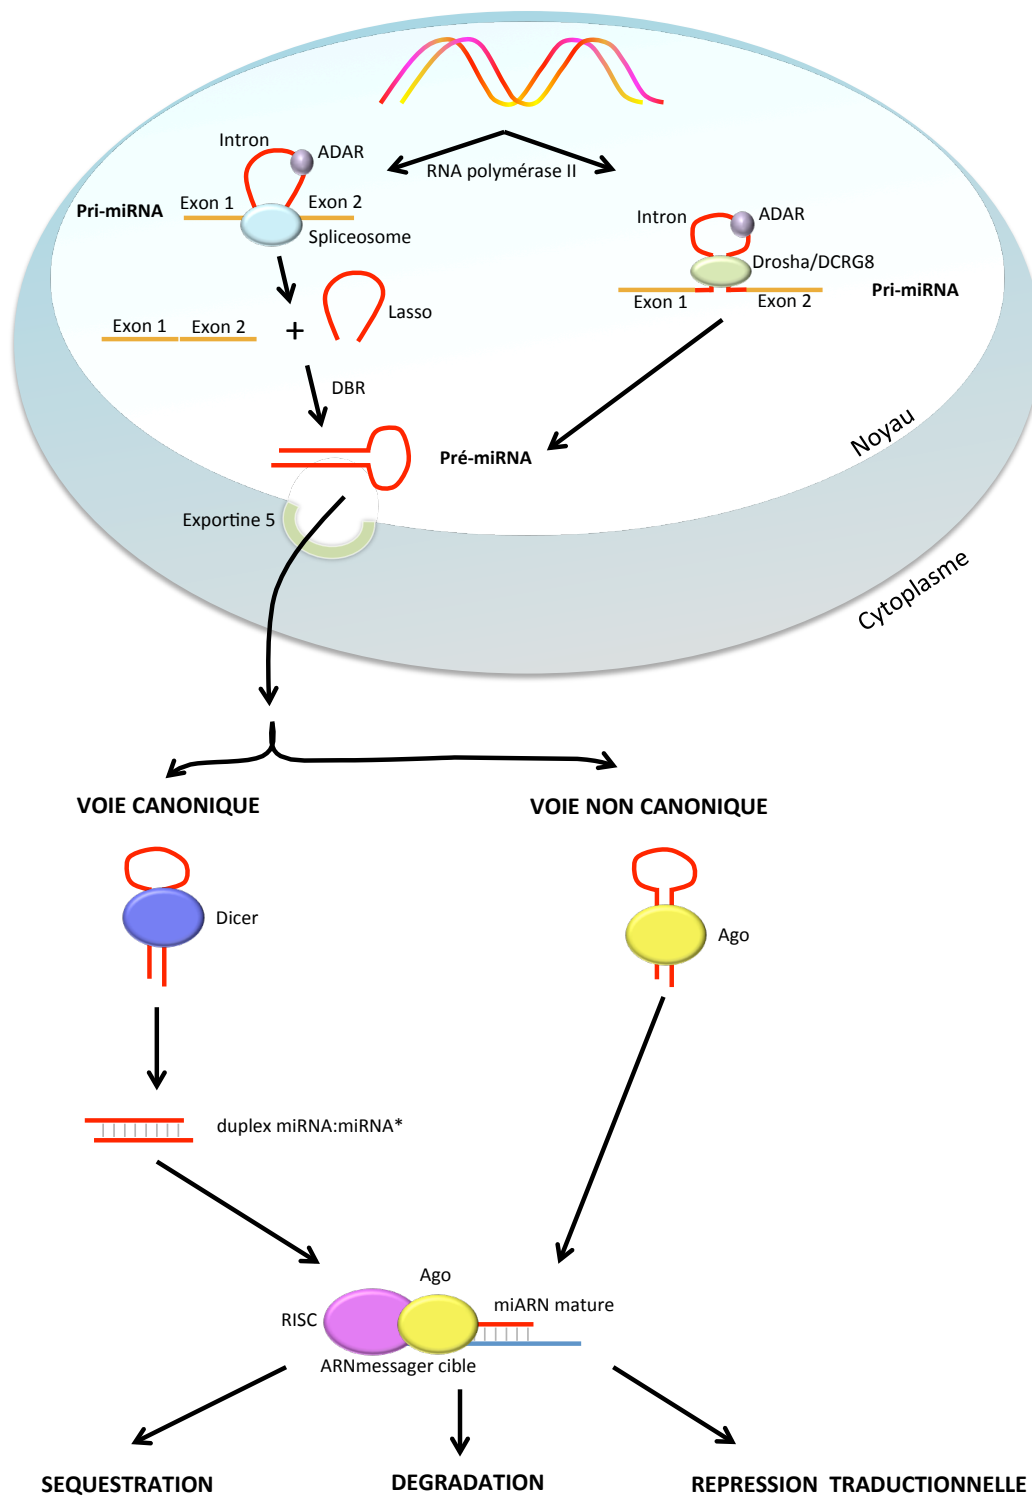 Intron
ADAR
RNA polymérase II
Pri-miRNA
Exon 1
Exon 2
Spliceosome
Intron
ADAR
Drosha/DCRG8
Exon 1
Exon 2
Pri-miRNA
Exon 1
Exon 2
+
Lasso
DBR
Pré-miRNA
Noyau
Exportine 5
Cytoplasme
VOIE CANONIQUE
VOIE NON CANONIQUE
Dicer
Ago
duplex miRNA:miRNA*
Ago
RISC
miARN mature
ARNmessager cible
SEQUESTRATION
DEGRADATION
REPRESSION TRADUCTIONNELLE